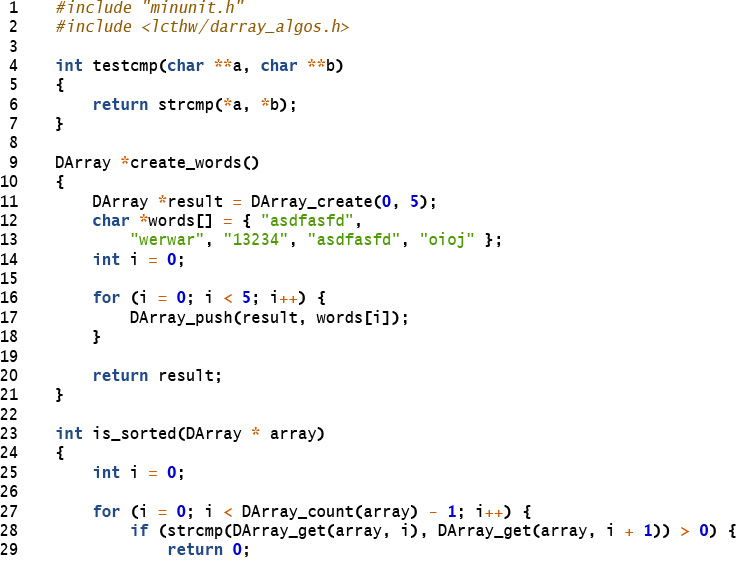 1 #include "minunit.h"
2 #include <lcthw/darray_algos.h>
3
4 int testcmp(char **a, char **b)
5 {
6     return strcmp(*a, *b);
7 }
8
9 DArray *create_words()
10 {
11     DArray *result = DArray_create(0, 5);
12     char *words[] = { "asdfasfd",
13         "werwar", "13234", "asdfasfd", "oioj" };
14     int i = 0;
15
16     for (i = 0; i < 5; i++) {
17         DArray_push(result, words[i]);
18     }
19
20     return result;
21 }
22
23 int is_sorted(DArray * array)
24 {
25     int i = 0;
26
27     for (i = 0; i < DArray_count(array) - 1; i++) {
28         if (strcmp(DArray_get(array, i), DArray_get(array, i + 1)) > 0) {
29             return 0;